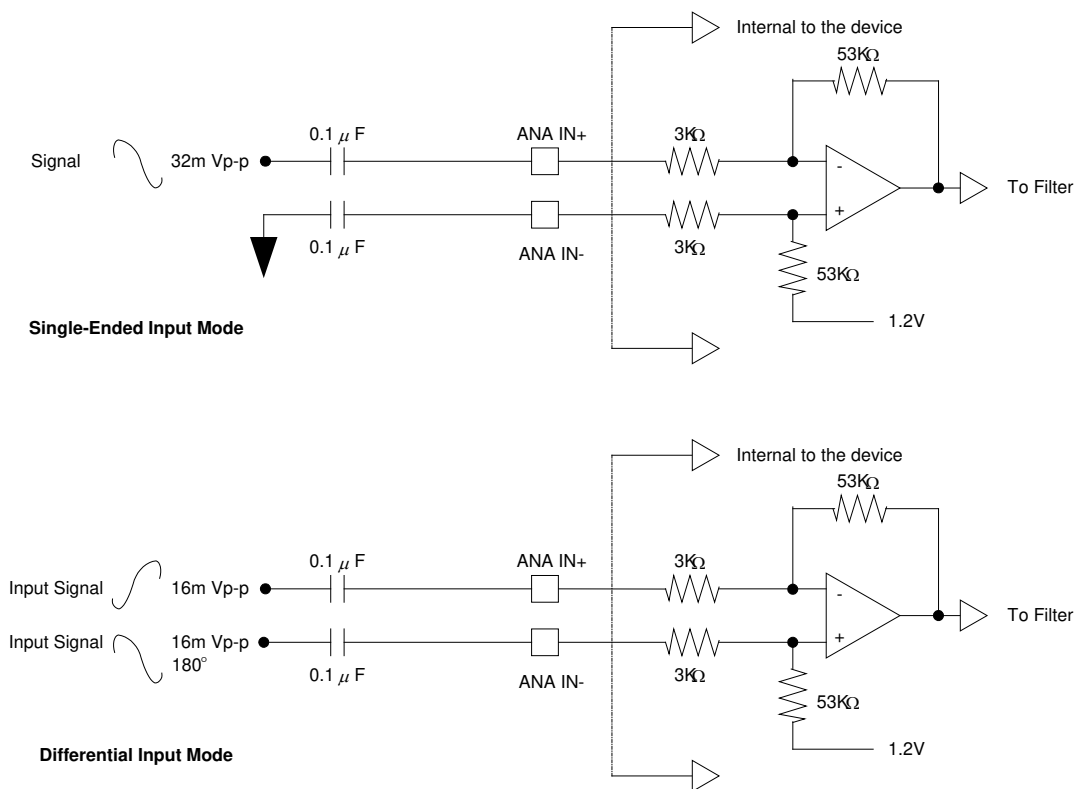 Internal to the device
53KΩ
0.1 μ F
ANA IN+
3KΩ
Signal
32m Vp-p
-
To Filter
+
0.1 μ F
ANA IN-
3KΩ
53KΩ
1.2V
Single-Ended Input Mode
Internal to the device
53KΩ
0.1 μ F
ANA IN+
3KΩ
Input Signal
16m Vp-p
-
To Filter
Input Signal
16m Vp-p
180°
+
0.1 μ F
ANA IN-
3KΩ
53KΩ
1.2V
Differential Input Mode